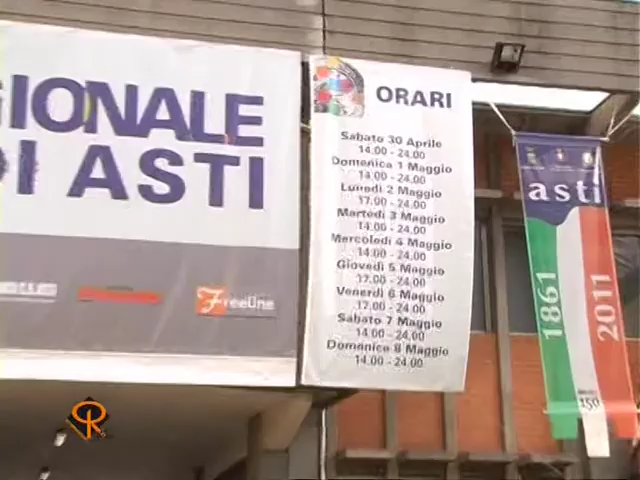 IONALE
DI ASTI
FreeLine
ORARI
Sabato 30 Aprile
14.00 - 24.00
Domenica 1 Maggio
14.00 - 24.00
Lunedì 2 Maggio
17.00 - 24.00
Martedì 3 Maggio
14.00 - 24.00
Mercoledì 4 Maggio
14.00 - 24.00
Giovedì 5 Maggio
17.00 - 24.00
Venerdì 6 Maggio
17.00 - 24.00
Sabato 7 Maggio
14.00 - 24.00
Domenica 8 Maggio
14.00 - 24.00
asti
1861
2011
150